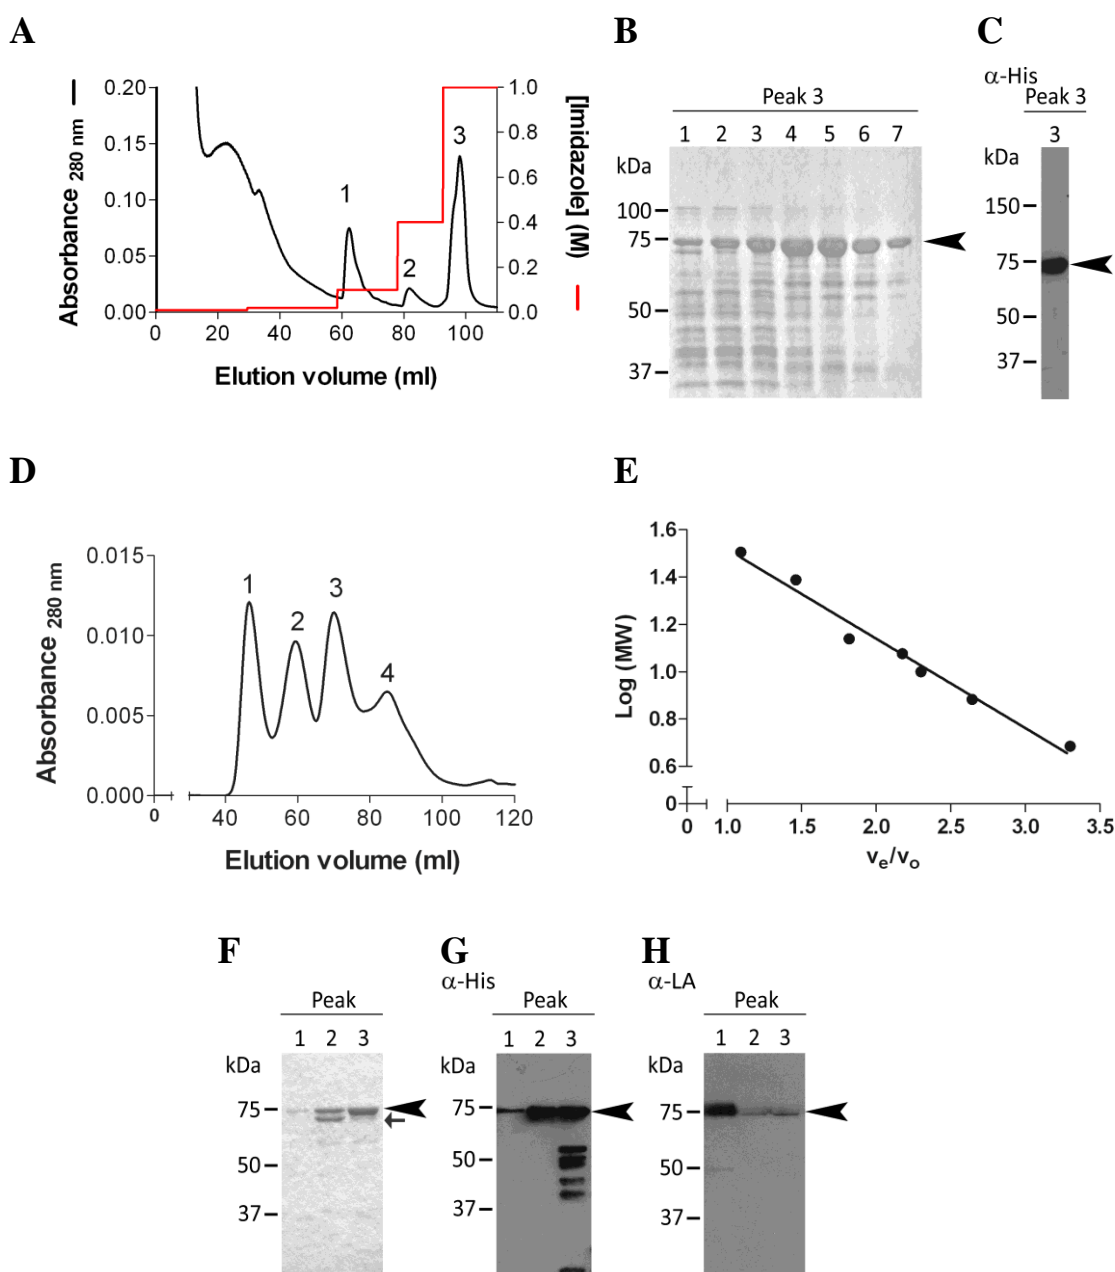 A
Absorbance 280 nm
0.20
0.15
0.10
0.05
0.00
1
2
3
1.0
0.8
0.6
0.4
0.2
0.0
[Imidazole] (M)
0 20 40 60 80 100
Elution volume (ml)
B
Peak 3
1 2 3 4 5 6 7
kDa
100
75
50
37
C
α-His
Peak 3
3
kDa
150
75
50
37
D
Absorbance 280 nm
0.015
0.010
0.005
0.000
1 2 3 4
0 40 60 80 100 120
Elution volume (ml)
E
Log (MW)
1.6
1.4
1.2
1.0
0.8
0.6
0
0 1.0 1.5 2.0 2.5 3.0 3.5
ve/vo
F
Peak
1 2 3
kDa
75
50
37
G
α-His
Peak
1 2 3
kDa
75
50
37
H
α-LA
Peak
1 2 3
kDa
75
50
37